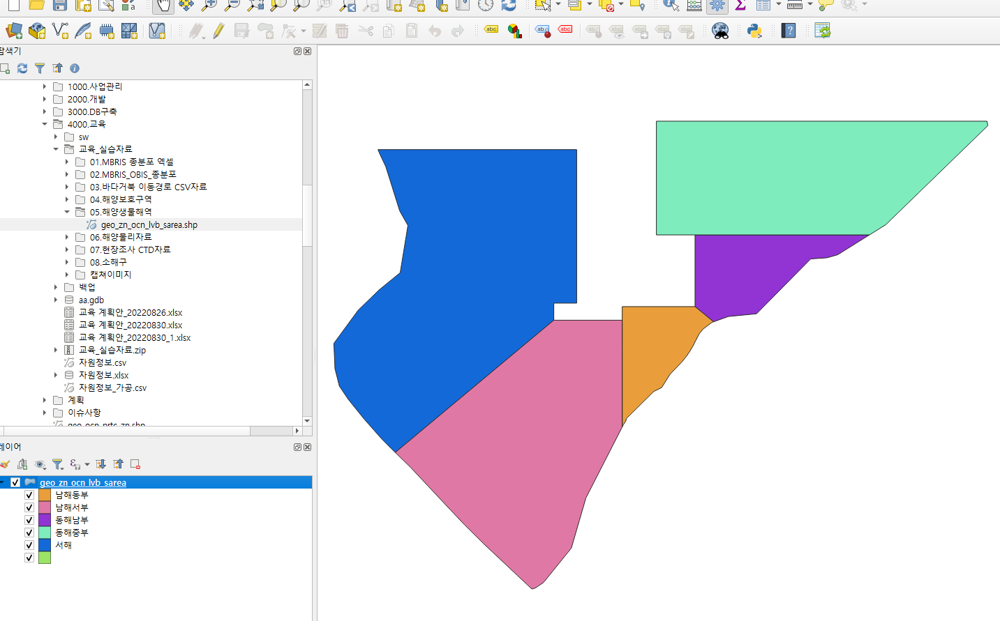 abc
abc
탐색기
1000.사업관리
2000.개발
3000.DB구축
4000.교육
sw
교육_실습자료
01.MBRIS 종분포 엑셀
02.MBRIS_OBIS_종분포
03.바다거북 이동경로 CSV자료
04.해양보호구역
05.해양생물해역
geo_zn_ocn_lvb_sarea.shp
06.해양물리자료
07.현장조사 CTD자료
08.소해구
캡쳐이미지
백업
aa.gdb
교육 계획안_20220826.xlsx
교육 계획안_20220830.xlsx
교육 계획안_20220830_1.xlsx
교육_실습자료.zip
자원정보.csv
자원정보.xlsx
자원정보_가공.csv
계획
이슈사항
geo_ocn_prtc_zn.shp
레이어
geo_zn_ocn_lvb_sarea
남해동부
남해서부
동해남부
동해중부
서해